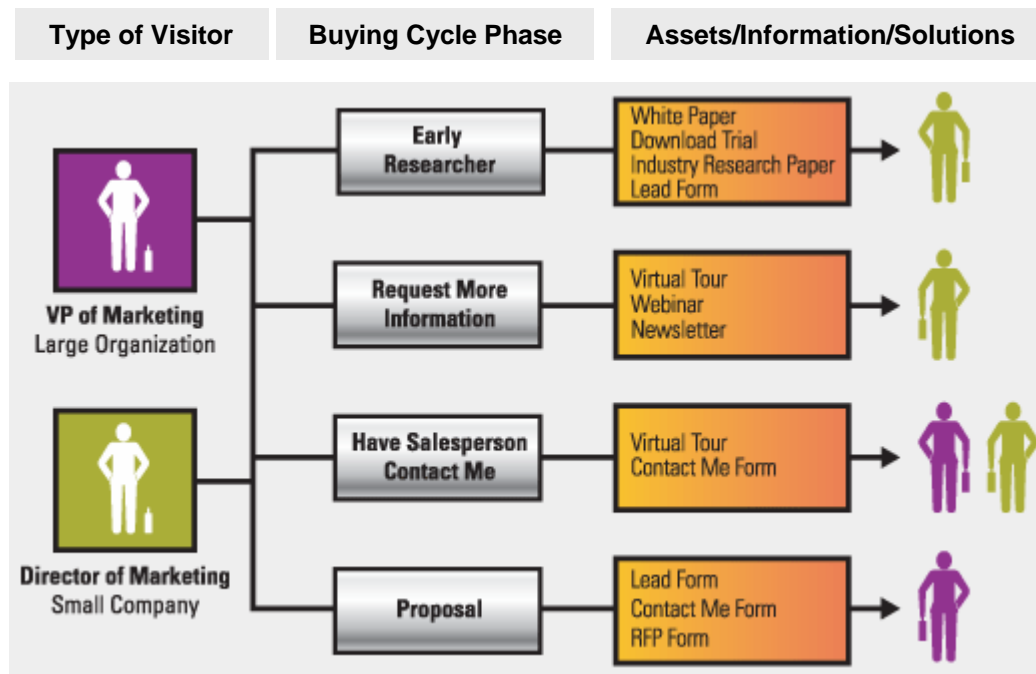 Type of Visitor
Buying Cycle Phase
Assets/Information/Solutions
VP of Marketing
Large Organization
Director of Marketing
Small Company
Early
Researcher
White Paper
Download Trial
Industry Research Paper
Lead Form
Request More
Information
Virtual Tour
Webinar
Newsletter
Have Salesperson
Contact Me
Virtual Tour
Contact Me Form
Proposal
Lead Form
Contact Me Form
RFP Form